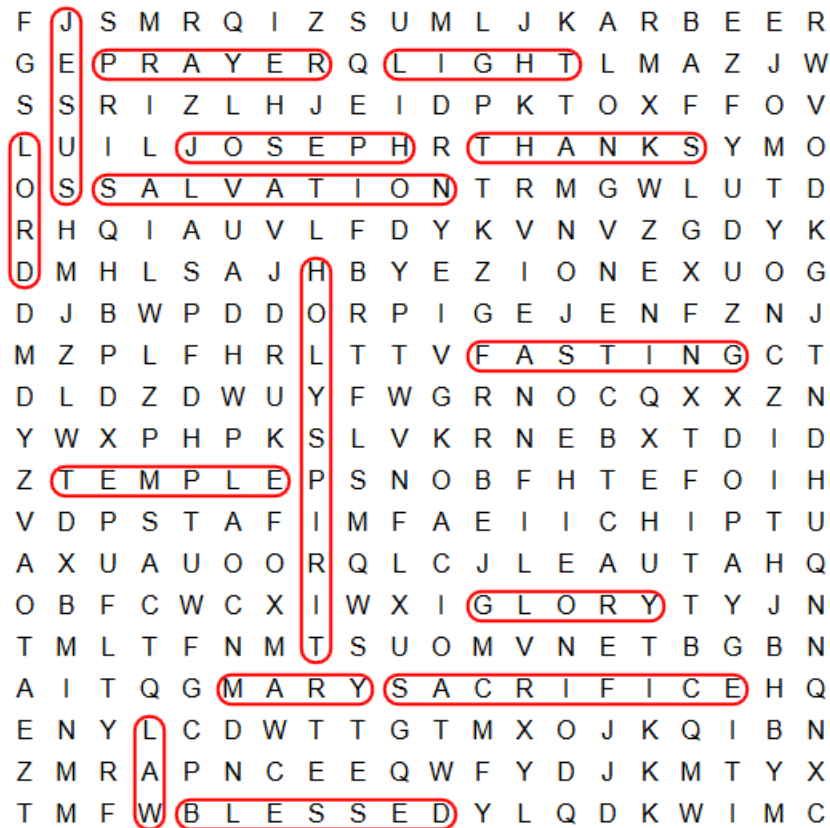 F J S M R Q I Z S U M L J K A R B E E R
G E P R A Y E R Q L I G H T L M A Z J W
S S R I Z L H J E I D P K T O X F F O V
L U I L J O S E P H R T H A N K S Y M O
O S S A L V A T I O N T R M G W L U T D
R H Q I A U V L F D Y K V N V Z G D Y K
D M H L S A J H B Y E Z I O N E X U O G
D J B W P D D O R P I G E J E N F Z N J
M Z P L F H R L T T V F A S T I N G C T
D L D Z D W U Y F W G R N O C Q X X Z N
Y W X P H P K S L V K R N E B X T D I D
Z T E M P L E P S N O B F H T E F O I H
V D P S T A F I M F A E I I C H I P T U
A X U A U O O R Q L C J L E A U T A H Q
O B F C W C X I W X I G L O R Y T Y J N
T M L T F N M T S U O M V N E T B G B N
A I T Q G M A R Y S A C R I F I C E H Q
E N Y L C D W T T G T M X O J K Q I B N
Z M R A P N C E E Q W F Y D J K M T Y X
T M F W B L E S S E D Y L Q D K W I M C